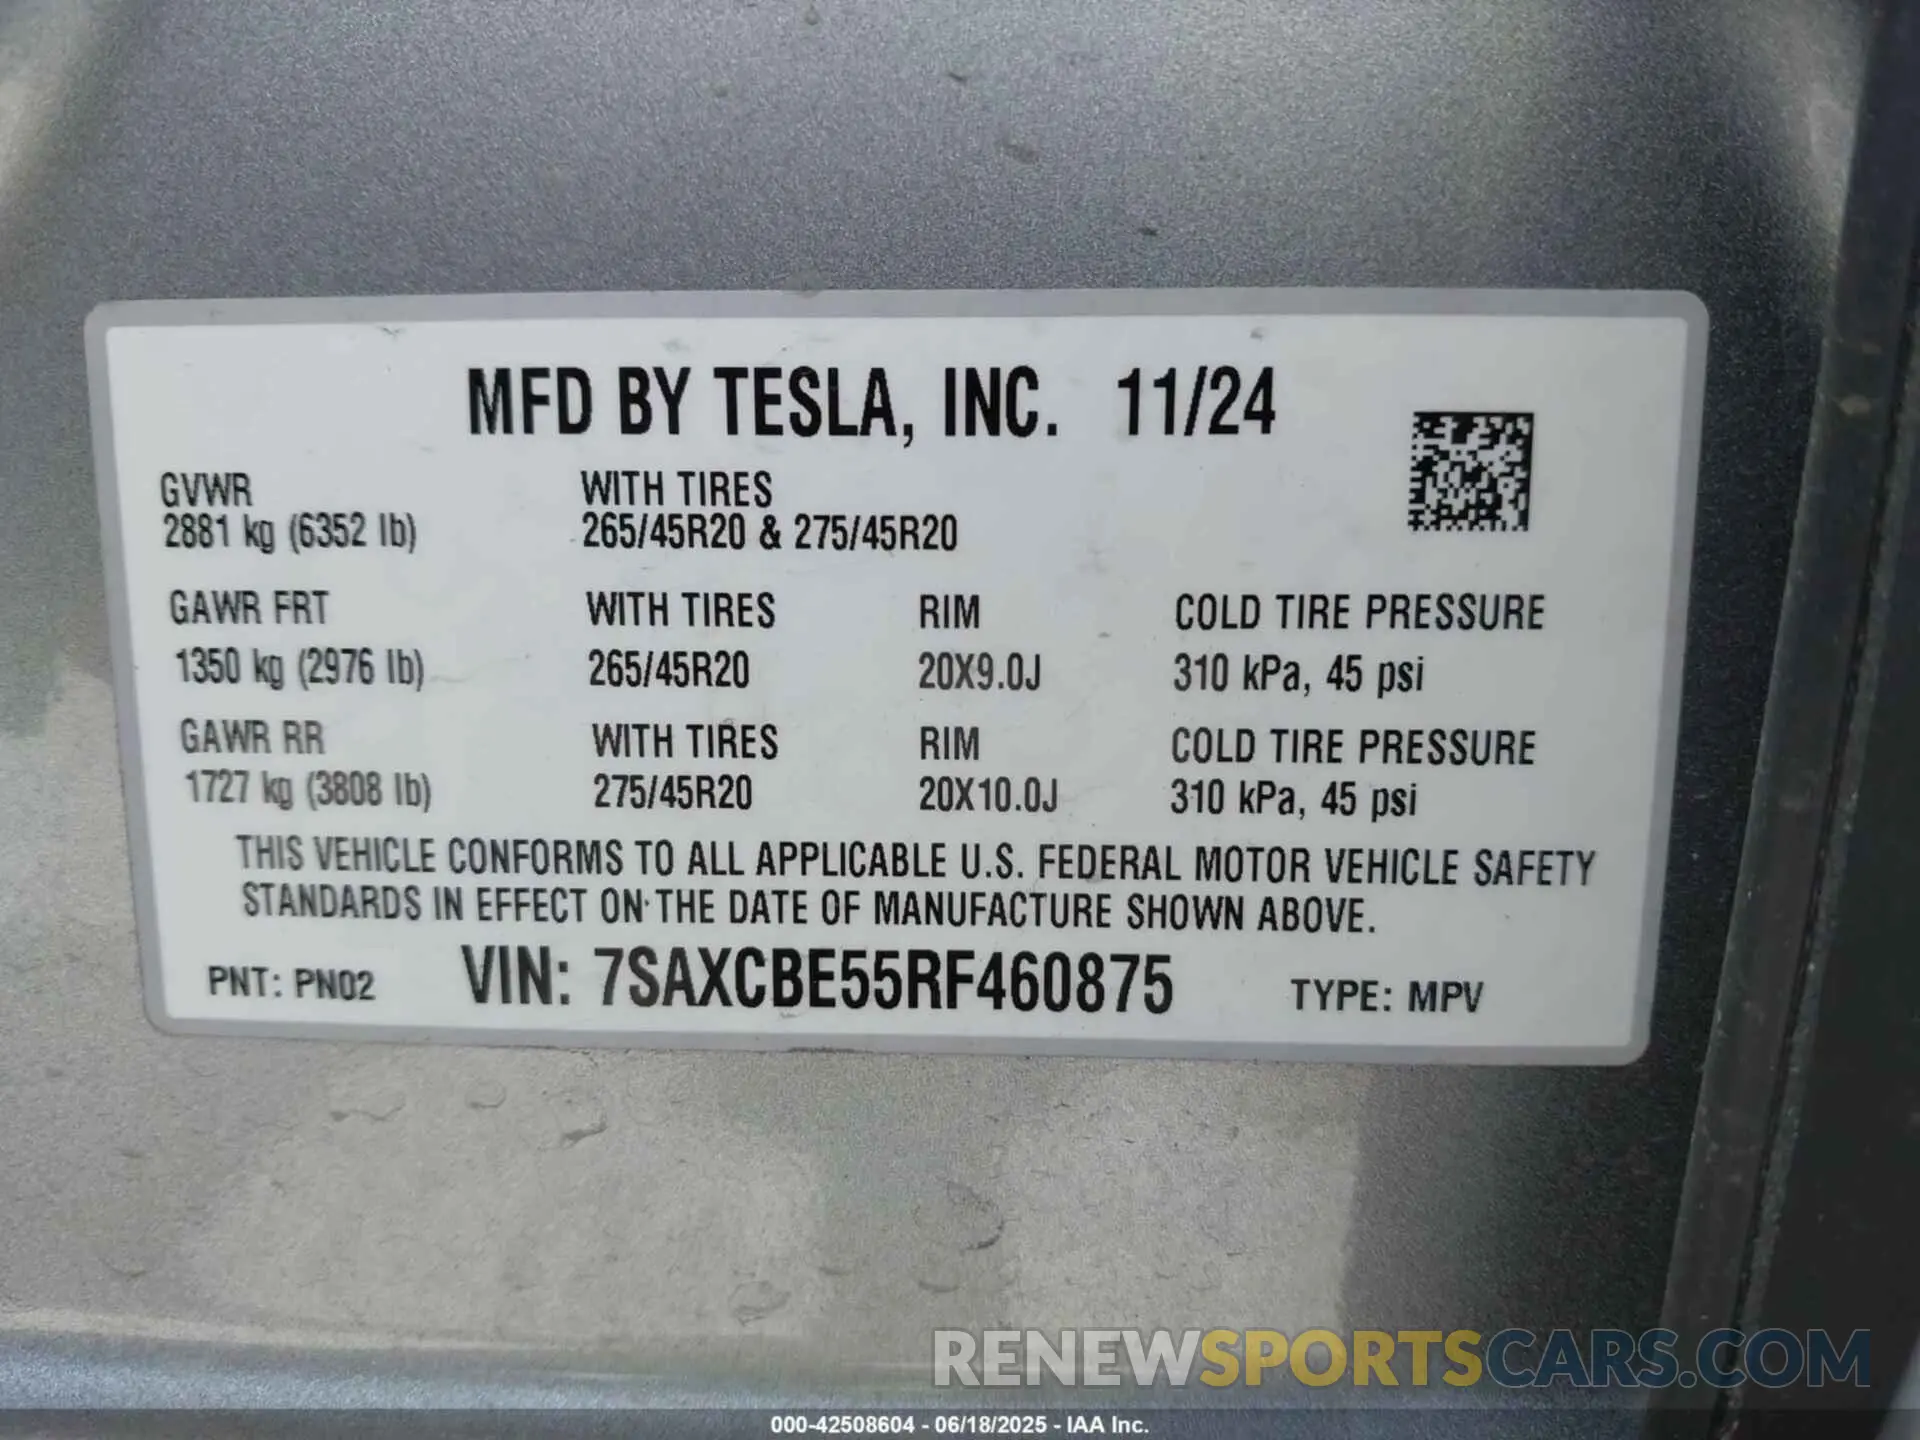 MFD BY TESLA, INC. 11/24
GVWR WITH TIRES
2881 kg (6352 lb) 265/45R20 & 275/45R20
GAWR FRT WITH TIRES RIM COLD TIRE PRESSURE
1350 kg (2976 lb) 265/45R20 20X9.0J 310 kPa, 45 psi
GAWR RR WITH TIRES RIM COLD TIRE PRESSURE
1727 kg (3808 lb) 275/45R20 20X10.0J 310 kPa, 45 psi
THIS VEHICLE CONFORMS TO ALL APPLICABLE U.S. FEDERAL MOTOR VEHICLE SAFETY
STANDARDS IN EFFECT ON THE DATE OF MANUFACTURE SHOWN ABOVE.
PNT: PN02 VIN: 7SAXCBE55RF460875 TYPE: MPV
RENEWSPORTSCARS.COM
000-42508604 - 06/18/2025 - IAA Inc.